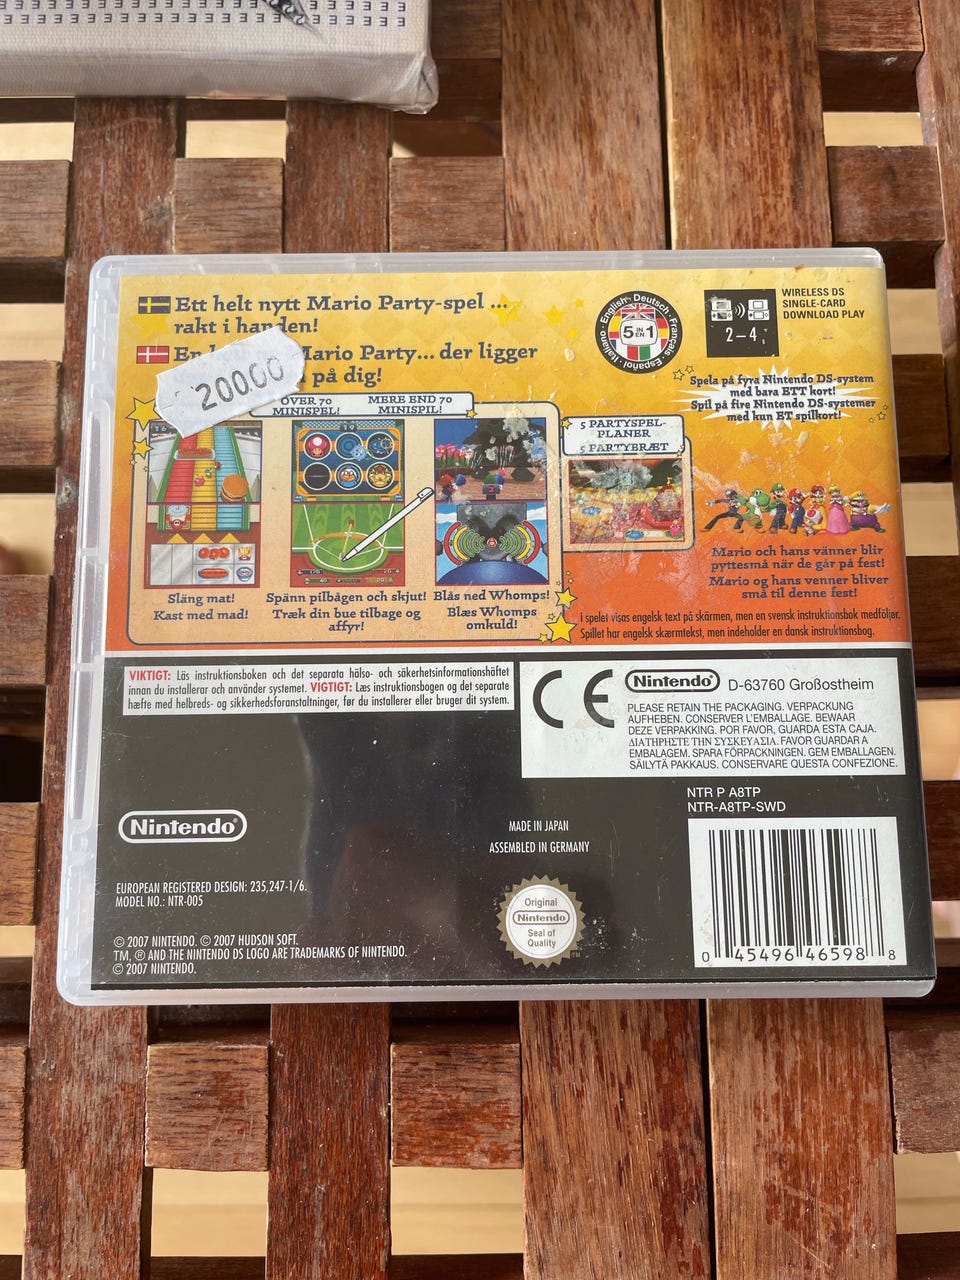 Ett helt nytt Mario Party-spel ...
rakt i handen!
Mario Party... der ligger
på dig!
20000
ÖVER 70
MINISPEL!
MERE END 70
MINISPIL!
5 PARTYSPEL-
PLANER
5 PARTYBRÆT
English Deutsch Français Español Italiano
5 IN 1
2-4
WIRELESS DS
SINGLE-CARD
DOWNLOAD PLAY
Spela på fyra Nintendo DS-system
med bara ETT kort!
Spil på fire Nintendo DS-systemer
med kun ET spilkort!
Släng mat!
Kast med mad!
Spänn pilbågen och skjut!
Træk din bue tilbage og
affyr!
Blås ned Whomps!
Blæs Whomps
omkuld!
Mario och hans vänner blir
pyttesmå när de går på fest!
Mario og hans venner bliver
små til denne fest!
I spelet visas engelsk text på skärmen, men en svensk instruktionsbok medföljer.
Spillet har engelsk skærmtekst, men indeholder en dansk instruktionsbog.
VIKTIGT: Läs instruktionsboken och det separata hälso- och säkerhetsinformationshäftet
innan du installerar och använder systemet. VIGTIGT: Læs instruktionsbogen og det separate
hæfte med helbreds- og sikkerhedsforanstaltninger, før du installerer eller bruger dit system.
CE
Nintendo
D-63760 Großostheim
PLEASE RETAIN THE PACKAGING. VERPACKUNG
AUFHEBEN. CONSERVER L'EMBALLAGE. BEWAAR
DEZE VERPAKKING. POR FAVOR, GUARDA ESTA CAJA.
ΔΙΑΤΗΡΗΣΤΕ ΤΗΝ ΣΥΣΚΕΥΑΣΙΑ. FAVOR GUARDAR A
EMBALAGEM. SPARA FÖRPACKNINGEN. GEM EMBALLAGEN.
SÄILYTÄ PAKKAUS. CONSERVARE QUESTA CONFEZIONE.
NTR P A8TP
NTR-A8TP-SWD
Nintendo
MADE IN JAPAN
ASSEMBLED IN GERMANY
EUROPEAN REGISTERED DESIGN: 235,247-1/6.
MODEL NO.: NTR-005
Original
Nintendo
Seal of
Quality
TM
© 2007 NINTENDO. © 2007 HUDSON SOFT.
TM, ® AND THE NINTENDO DS LOGO ARE TRADEMARKS OF NINTENDO.
© 2007 NINTENDO.
0 45496 46598 8